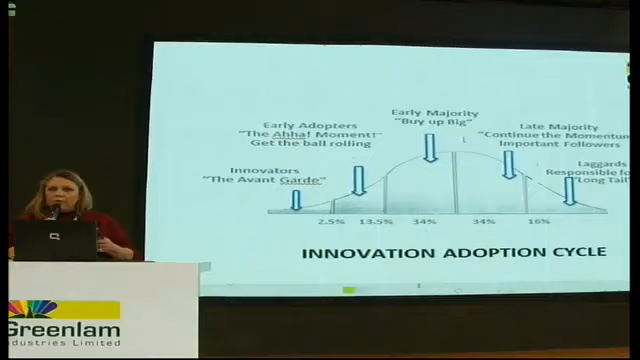 Early Majority
"Buy up Big"
Early Adopters
"The Ahha! Moment!"
Get the ball rolling
Late Majority
"Continue the Momentum
Important Followers
Innovators
"The Avant Garde"
Laggards
Responsible fo
"Long Tail"
2.5%
13.5%
34%
34%
16%
INNOVATION ADOPTION CYCLE
Greenlam
Industries Limited